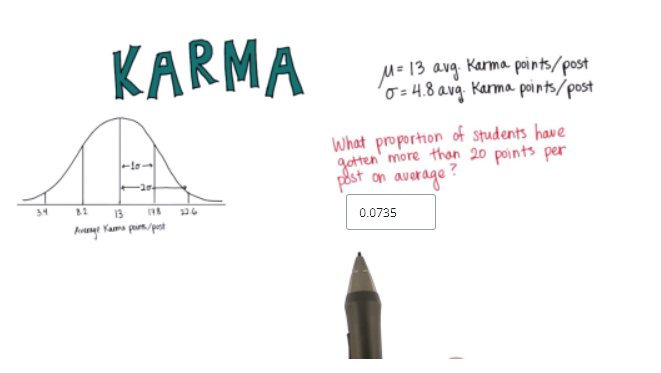 KARMA
μ= 13 avg. Karma points/post
σ= 4.8 avg. Karma points/post
What proportion of students have
gotten more than 20 points per
post on average?
0.0735
1σ
2σ
3.4 8.2 13 17.8 22.6
Average Karma points/post